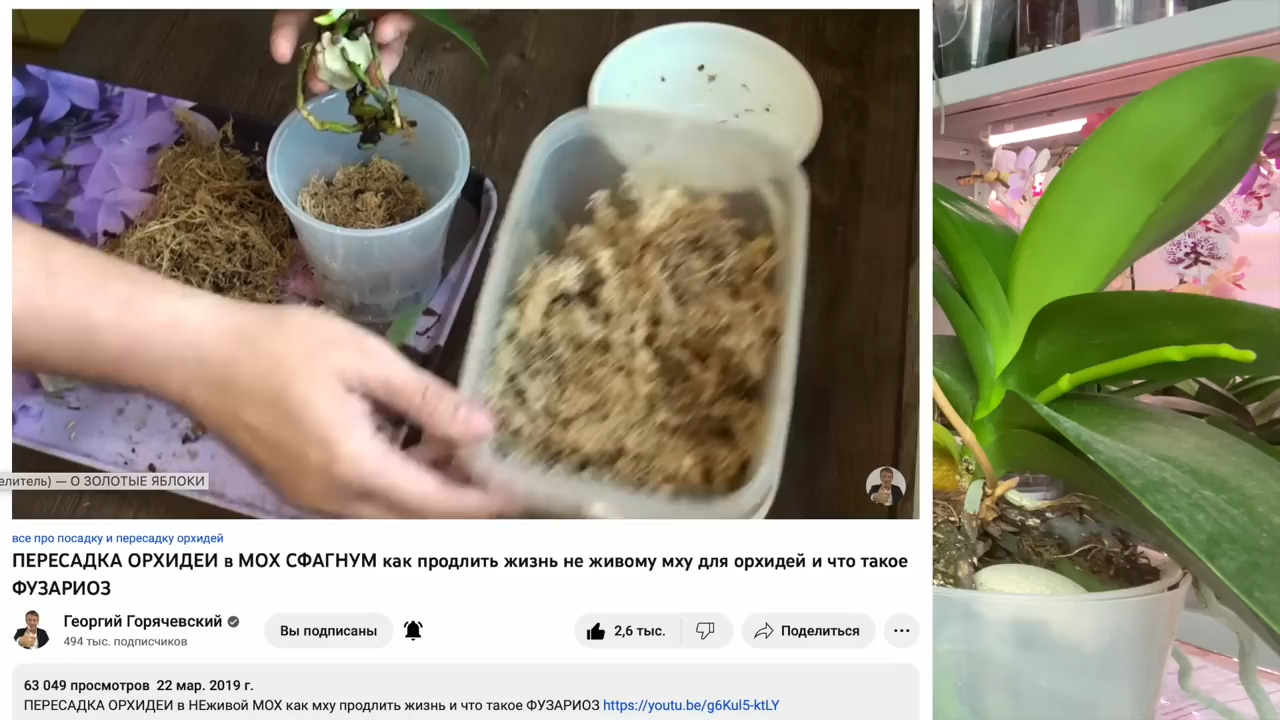 елитель) — О ЗОЛОТЫЕ ЯБЛОКИ
все про посадку и пересадку орхидей
ПЕРЕСАДКА ОРХИДЕИ в МОХ СФАГНУМ как продлить жизнь не живому мху для орхидей и что такое
ФУЗАРИОЗ
Георгий Горячевский
494 тыс. подписчиков
Вы подписаны
2,6 тыс.
Поделиться
63 049 просмотров 22 мар. 2019 г.
ПЕРЕСАДКА ОРХИДЕИ в НЕживой МОХ как мху продлить жизнь и что такое ФУЗАРИОЗ https://youtu.be/g6Kul5-ktLY